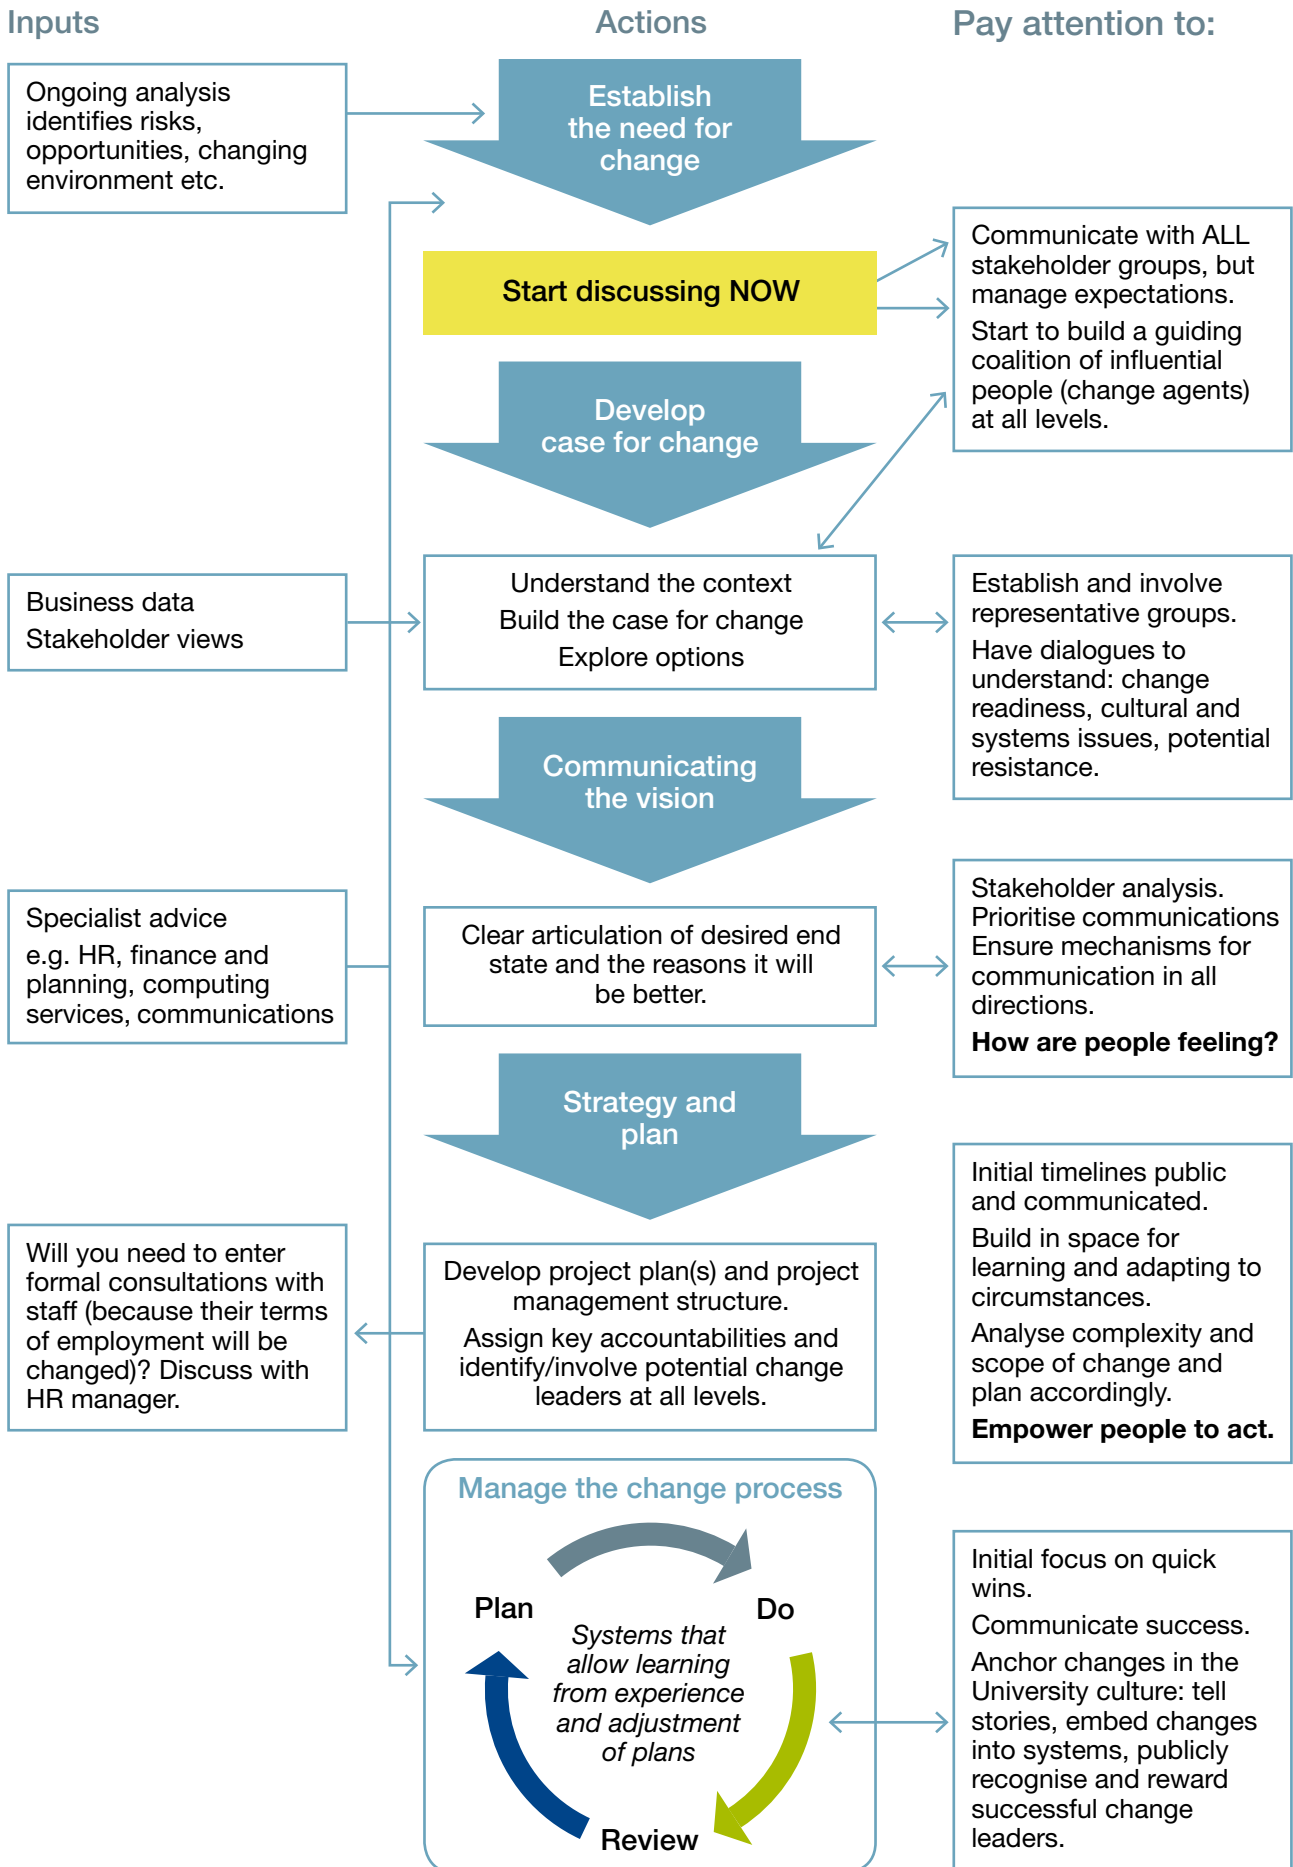 Inputs
Actions
Pay attention to:
Ongoing analysis
identifies risks,
opportunities, changing
environment etc.
Establish
the need for
change
Start discussing NOW
Communicate with ALL
stakeholder groups, but
manage expectations.
Start to build a guiding
coalition of influential
people (change agents)
at all levels.
Develop
case for change
Business data
Stakeholder views
Understand the context
Build the case for change
Explore options
Establish and involve
representative groups.
Have dialogues to
understand: change
readiness, cultural and
systems issues, potential
resistance.
Communicating
the vision
Specialist advice
e.g. HR, finance and
planning, computing
services, communications
Clear articulation of desired end
state and the reasons it will
be better.
Stakeholder analysis.
Prioritise communications
Ensure mechanisms for
communication in all
directions.
How are people feeling?
Strategy and
plan
Will you need to enter
formal consultations with
staff (because their terms
of employment will be
changed)? Discuss with
HR manager.
Develop project plan(s) and project
management structure.
Assign key accountabilities and
identify/involve potential change
leaders at all levels.
Initial timelines public
and communicated.
Build in space for
learning and adapting to
circumstances.
Analyse complexity and
scope of change and
plan accordingly.
Empower people to act.
Manage the change process
Plan
Do
Systems that
allow learning
from experience
and adjustment
of plans
Review
Initial focus on quick
wins.
Communicate success.
Anchor changes in the
University culture: tell
stories, embed changes
into systems, publicly
recognise and reward
successful change
leaders.